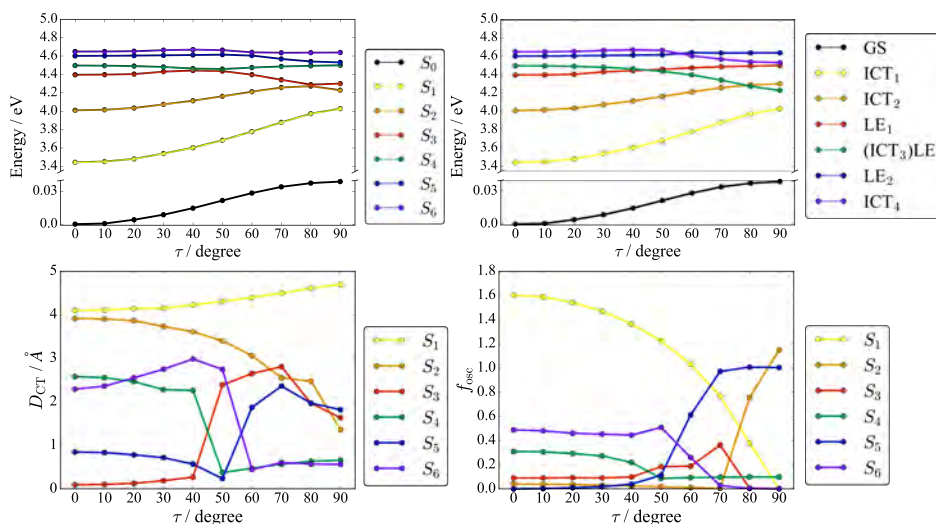 5.0
4.8
4.6
4.4
4.2
4.0
3.8
3.6
3.4
0.03
0.0
Energy / eV
0 10 20 30 40 50 60 70 80 90
τ / degree
S0
S1
S2
S3
S4
S5
S6
5.0
4.8
4.6
4.4
4.2
4.0
3.8
3.6
3.4
0.03
0.0
Energy / eV
0 10 20 30 40 50 60 70 80 90
τ / degree
GS
ICT1
ICT2
LE1
(ICT3)LE
LE2
ICT4
5
4
3
2
1
0
DCT / Å
0 10 20 30 40 50 60 70 80 90
τ / degree
S1
S2
S3
S4
S5
S6
1.8
1.6
1.4
1.2
1.0
0.8
0.6
0.4
0.2
0.0
fosc
0 10 20 30 40 50 60 70 80 90
τ / degree
S1
S2
S3
S4
S5
S6